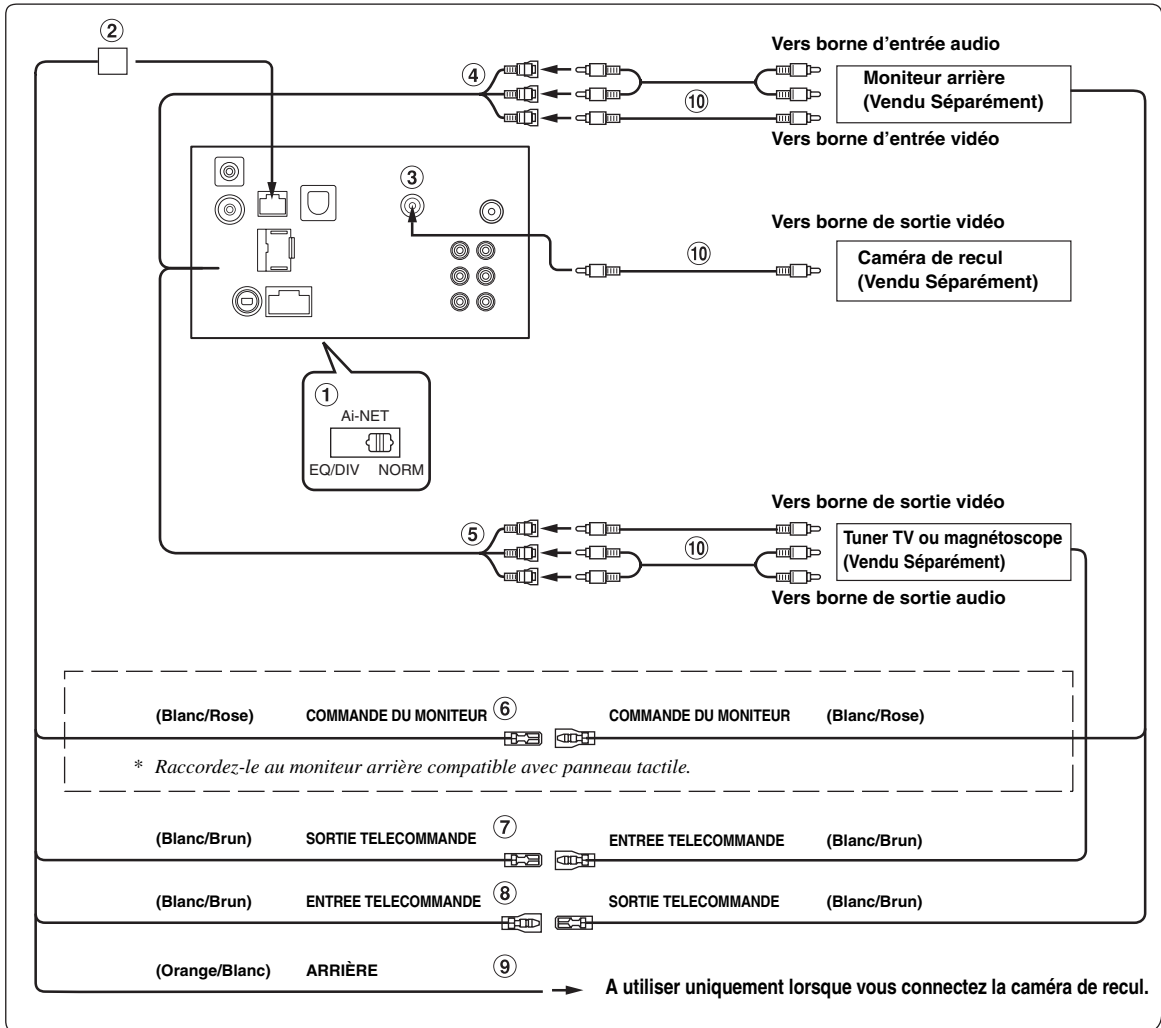 ②
Vers borne d’entrée audio
④
Moniteur arrière
(Vendu Séparément)
⑩
Vers borne d’entrée vidéo
③
Vers borne de sortie vidéo
⑩
Caméra de recul
(Vendu Séparément)
①
Ai-NET
EQ/DIV NORM
Vers borne de sortie vidéo
⑤
Tuner TV ou magnétoscope
(Vendu Séparément)
⑩
Vers borne de sortie audio
(Blanc/Rose) COMMANDE DU MONITEUR ⑥ COMMANDE DU MONITEUR (Blanc/Rose)
* Raccordez-le au moniteur arrière compatible avec panneau tactile.
(Blanc/Brun) SORTIE TELECOMMANDE ⑦ ENTREE TELECOMMANDE (Blanc/Brun)
(Blanc/Brun) ENTREE TELECOMMANDE ⑧ SORTIE TELECOMMANDE (Blanc/Brun)
(Orange/Blanc) ARRIÈRE ⑨
A utiliser uniquement lorsque vous connectez la caméra de recul.